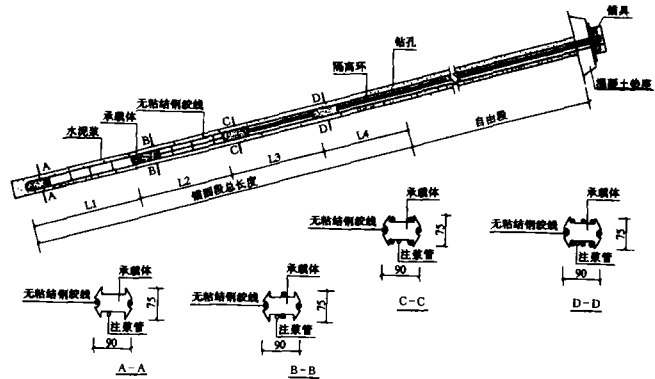 锚具
钻孔
隔离环
混凝土垫座
无粘结钢绞线
承载体
水泥浆
D
C
B
A
D
C
B
A
自由段
L4
L3
L2
L1
锚固段总长度
承载体
无粘结钢绞线
注浆管
75
90
C-C
承载体
无粘结钢绞线
注浆管
75
90
D-D
承载体
无粘结钢绞线
注浆管
75
90
A-A
承载体
无粘结钢绞线
注浆管
75
90
B-B